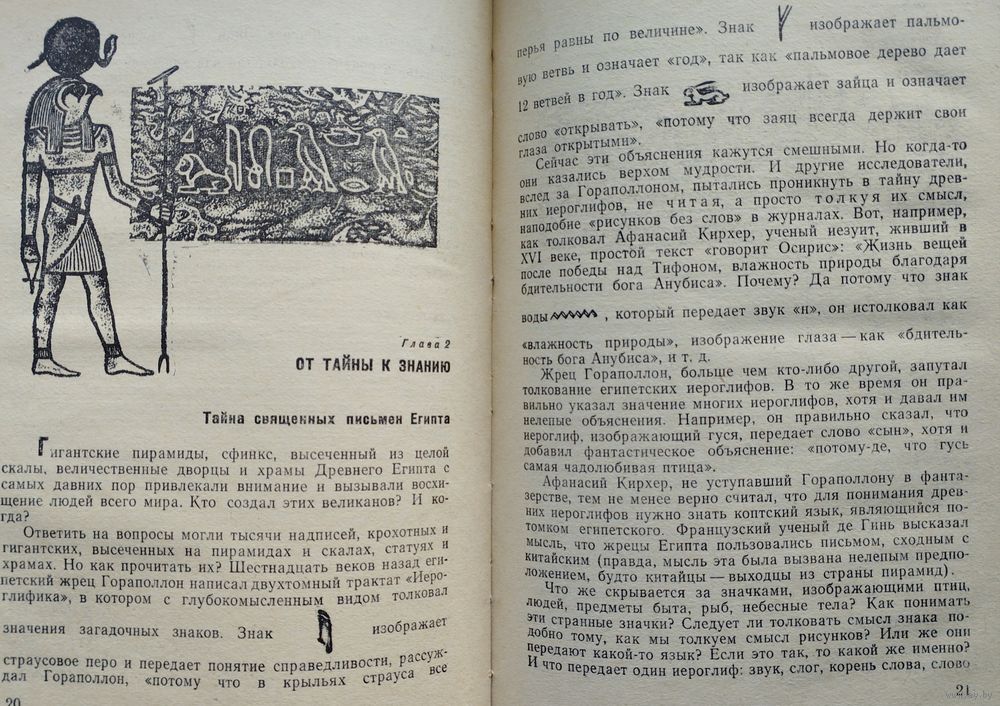 Глава 2
ОТ ТАЙНЫ К ЗНАНИЮ
Тайна священных письмен Египта
Гигантские пирамиды, сфинкс, высеченный из целой
скалы, величественные дворцы и храмы Древнего Египта с
самых давних пор привлекали внимание и вызывали восхи-
щение людей всего мира. Кто создал этих великанов? И ко-
гда?
Ответить на вопросы могли тысячи надписей, крохотных и
гигантских, высеченных на пирамидах и скалах, статуях и
храмах. Но как прочитать их? Шестнадцать веков назад еги-
петский жрец Гораполлон написал двухтомный трактат «Иеро-
глифика», в котором с глубокомысленным видом толковал
значения загадочных знаков. Знак изображает
страусовое перо и передает понятие справедливости, рассуж-
дал Гораполлон, «потому что в крыльях страуса все
20
перья равны по величине». Знак изображает пальмо-
вую ветвь и означает «год», так как «пальмовое дерево дает
12 ветвей в год». Знак изображает зайца и означает
слово «открывать», «потому что заяц всегда держит свои
глаза открытыми».
Сейчас эти объяснения кажутся смешными. Но когда-то
они казались верхом мудрости. И другие исследователи,
вслед за Гораполлоном, пытались проникнуть в тайну древ-
них иероглифов, не читая, а просто толкуя их смысл,
наподобие «рисунков без слов» в журналах. Вот, например,
как толковал Афанасий Кирхер, ученый иезуит, живший в
XVI веке, простой текст «говорит Осирис»: «Жизнь вещей
после победы над Тифоном, влажность природы благодаря
бдительности бога Анубиса». Почему? Да потому что знак
воды , который передает звук «н», он истолковал как
«влажность природы», изображение глаза — как «бдитель-
ность бога Анубиса», и т. д.
Жрец Гораполлон, больше чем кто-либо другой, запутал
толкование египетских иероглифов. В то же время он пра-
вильно указал значение многих иероглифов, хотя и давал им
нелепые объяснения. Например, он правильно сказал, что
иероглиф, изображающий гуся, передает слово «сын», хотя и
добавил фантастическое объяснение: «потому-де, что гусь
самая чадолюбивая птица».
Афанасий Кирхер, не уступавший Гораполлону в фанта-
зерстве, тем не менее верно считал, что для понимания древ-
них иероглифов нужно знать коптский язык, являющийся по-
томком египетского. Французский ученый де Гинь высказал
мысль, что жрецы Египта пользовались письмом, сходным с
китайским (правда, мысль эта была вызвана нелепым предпо-
ложением, будто китайцы — выходцы из страны пирамид).
Что же скрывается за значками, изображающими птиц,
людей, предметы быта, рыб, небесные тела? Как понимать
эти странные значки? Следует ли толковать смысл знака по-
добно тому, как мы толкуем смысл рисунков? Или же они
передают какой-то язык? Если это так, то какой же именно?
И что передает один иероглиф: звук, слог, корень слова, слово
21